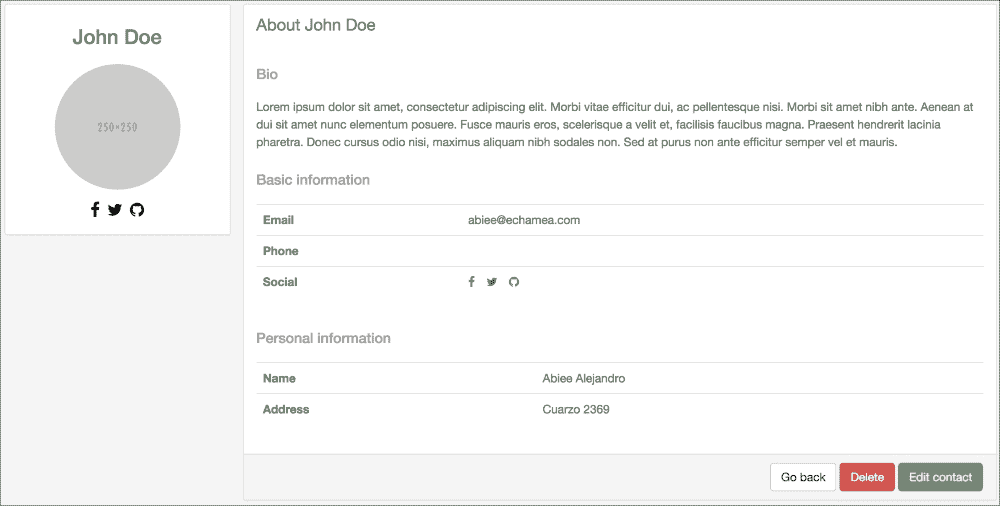 John Doe
250×250
About John Doe
Bio
Lorem ipsum dolor sit amet, consectetur adipiscing elit. Morbi vitae efficitur dui, ac pellentesque nisi. Morbi sit amet nibh ante. Aenean at
dui sit amet nunc elementum posuere. Fusce mauris eros, scelerisque a velit et, facilisis faucibus magna. Praesent hendrerit lacinia
pharetra. Donec cursus odio nisi, maximus aliquam nibh sodales non. Sed at purus non ante efficitur semper vel et mauris.
Basic information
Email abiee@echamea.com
Phone
Social
Personal information
Name Abiee Alejandro
Address Cuarzo 2369
Go back Delete Edit contact